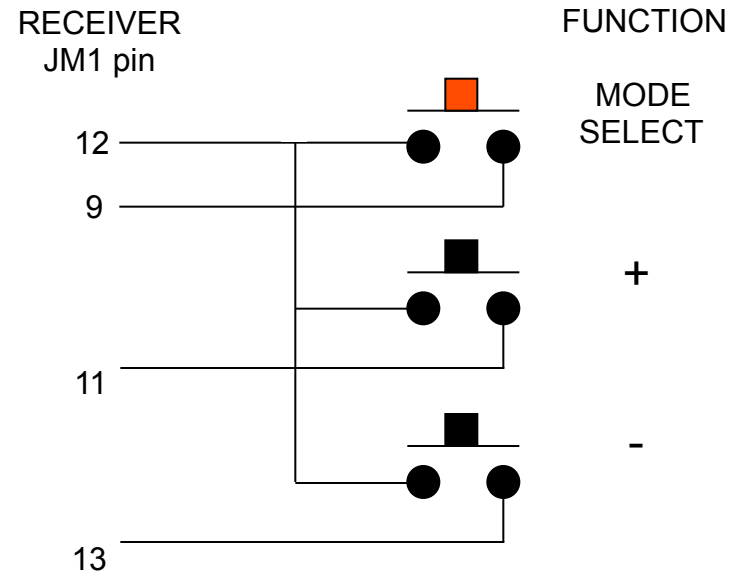 RECEIVER
JM1 pin
FUNCTION
MODE
SELECT
12
9
+
11
-
13